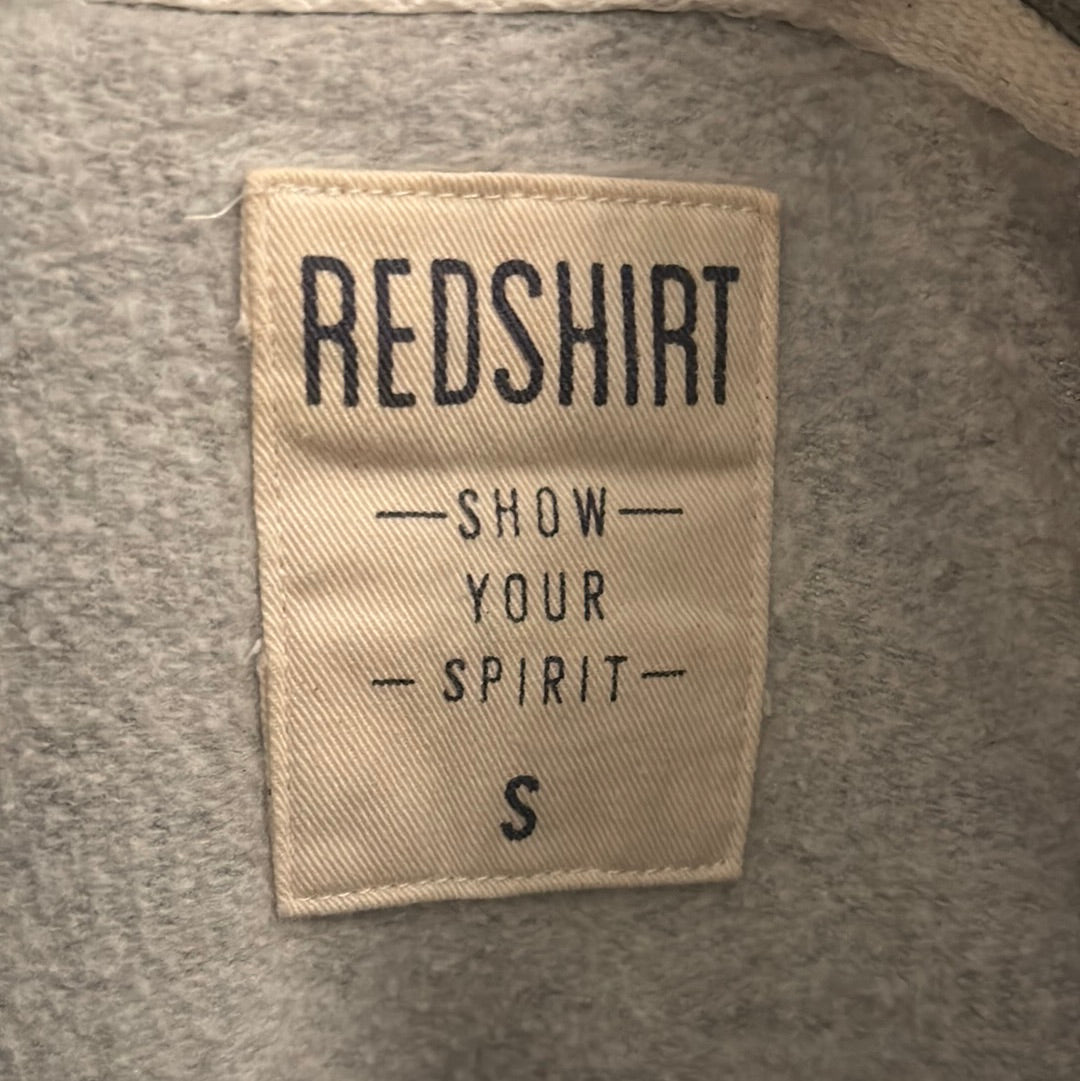 REDSHIRT
—SHOW—
YOUR
— SPIRIT —
S